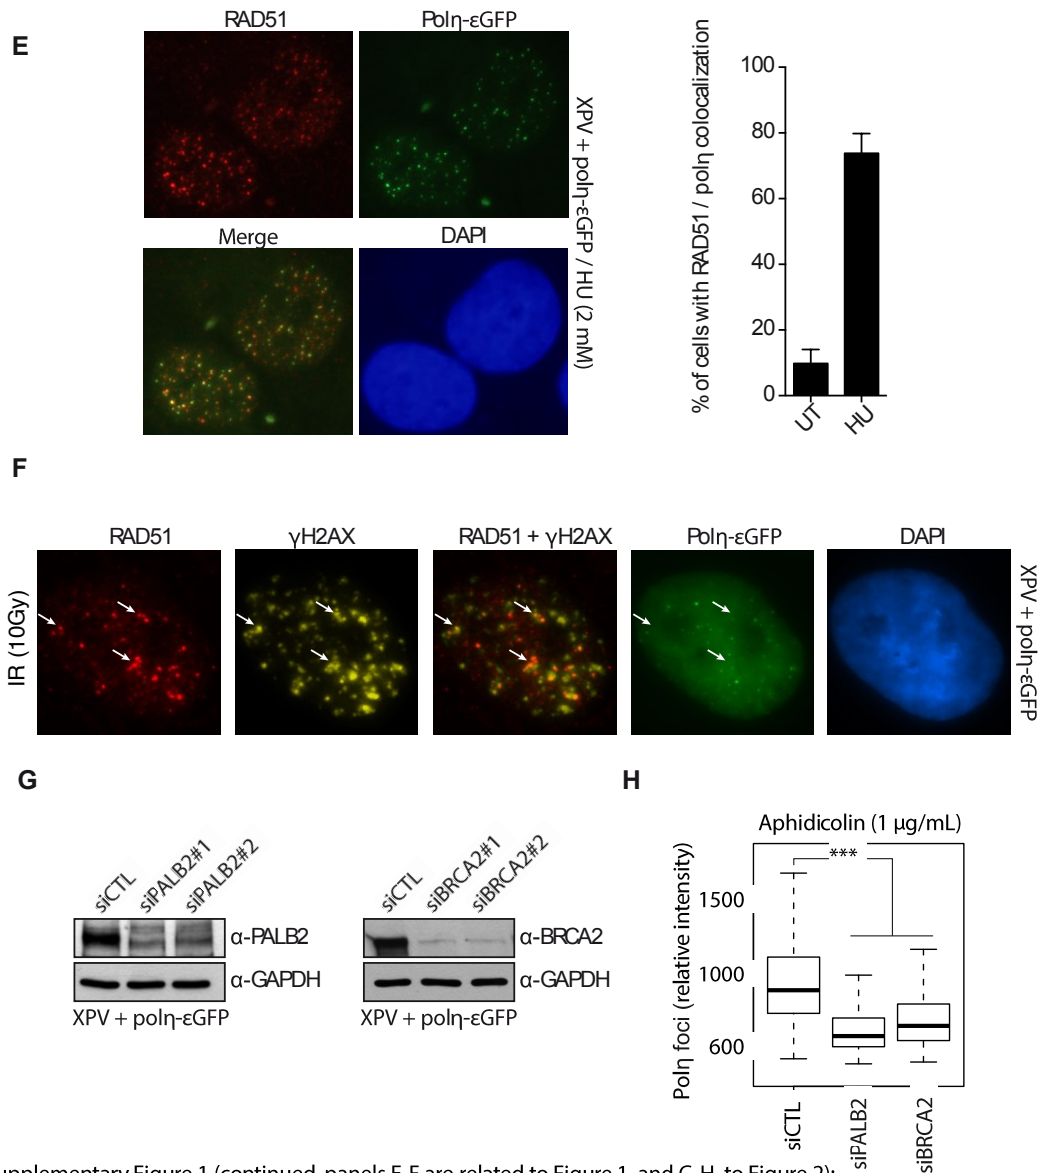 E
RAD51
Polη-εGFP
Merge
DAPI
XPV + polη-εGFP / HU (2 mM)
% of cells with RAD51 / polη colocalization
100
80
60
40
20
0
UT
HU
F
RAD51
γH2AX
RAD51 + γH2AX
Polη-εGFP
DAPI
IR (10Gy)
XPV + polη-εGFP
G
siCTL
siPALB2#1
siPALB2#2
α-PALB2
α-GAPDH
XPV + polη-εGFP
siCTL
siBRCA2#1
siBRCA2#2
α-BRCA2
α-GAPDH
XPV + polη-εGFP
H
Aphidicolin (1 µg/mL)
***
Polη foci (relative intensity)
1500
1000
600
siCTL
siPALB2
siBRCA2
upplementary Figure 1 (continued, panels E-F are related to Figure 1, and G-H, to Figure 2):